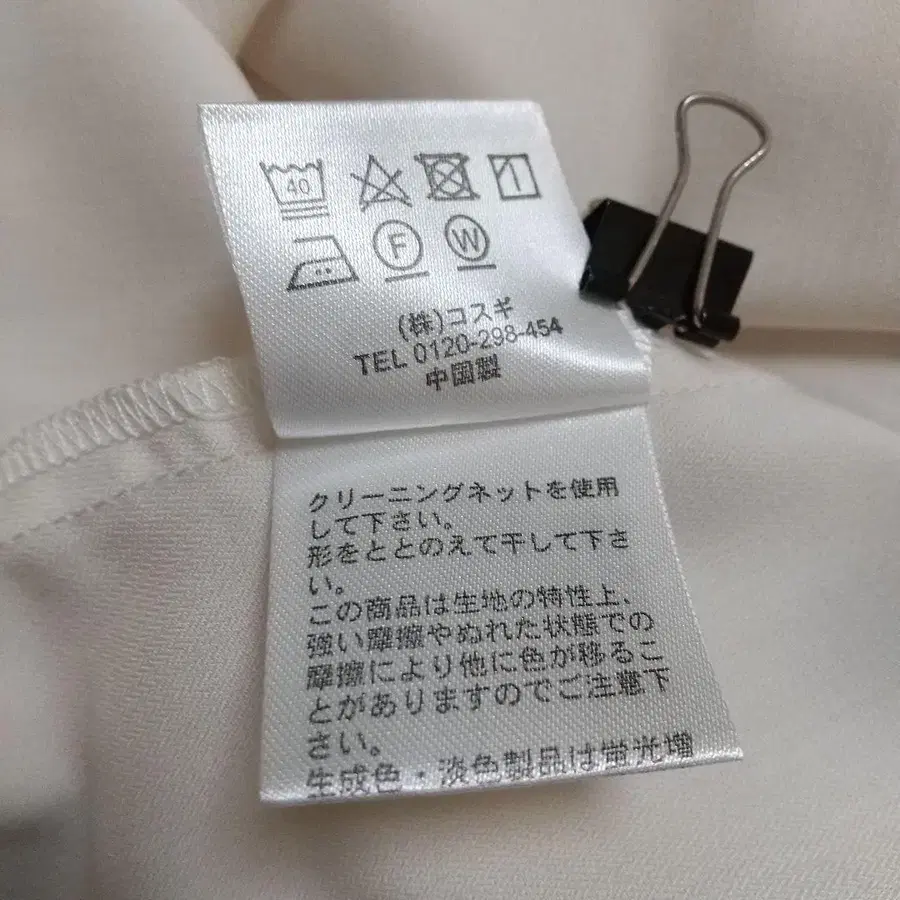 40
F W
(株)コスギ
TEL 0120-298-454
中国製
クリーニングネットを使用
して下さい。
形をととのえて干して下さ
い。
この商品は生地の特性上、
強い摩擦やぬれた状態での
摩擦により他に色が移るこ
とがありますのでご注意下
さい。
生成色・淡色製品は蛍光増